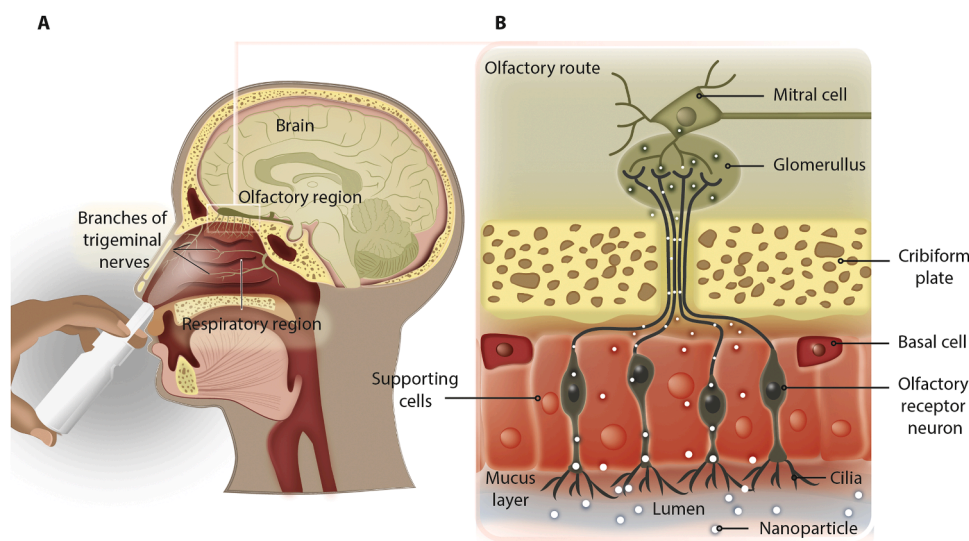 A
Brain
Olfactory region
Branches of
trigeminal
nerves
Respiratory region
B
Olfactory route
Mitral cell
Glomerullus
Cribiform
plate
Basal cell
Supporting
cells
Olfactory
receptor
neuron
Mucus
layer
Cilia
Lumen
Nanoparticle